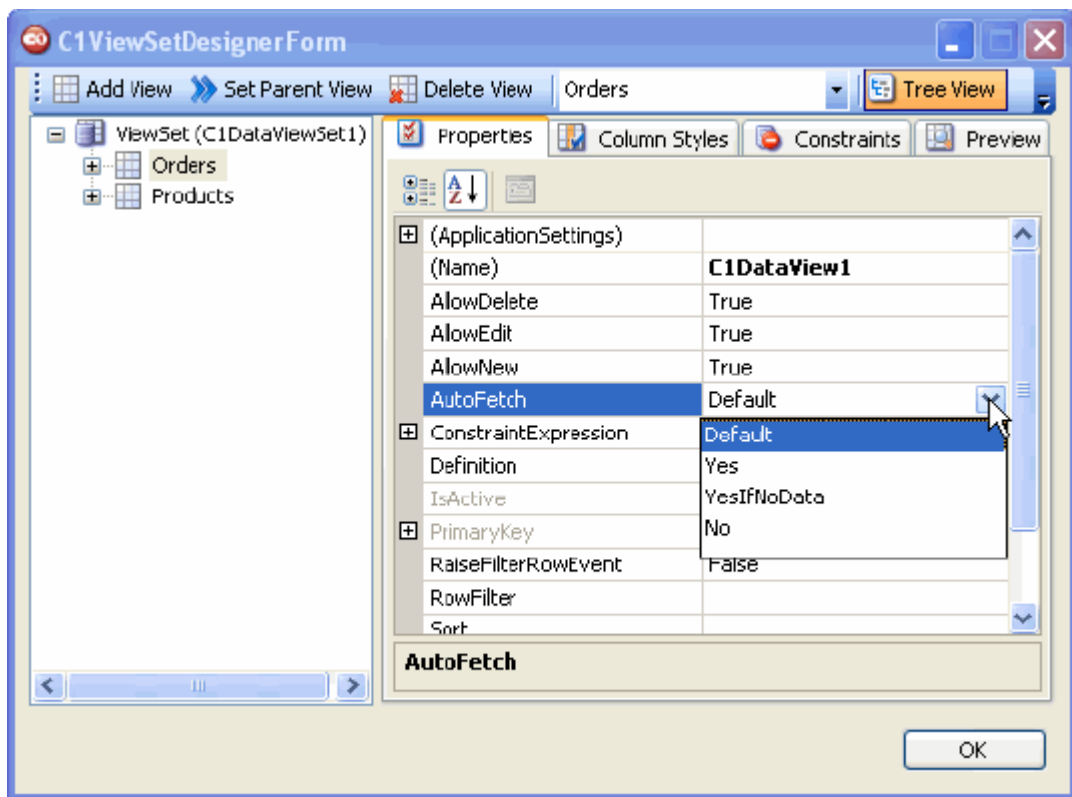 C1ViewSetDesignerForm
Add View Set Parent View Delete View Orders Tree View
ViewSet (C1DataViewSet1)
Orders
Products
Properties Column Styles Constraints Preview
(ApplicationSettings)
(Name) C1DataView1
AllowDelete True
AllowEdit True
AllowNew True
AutoFetch Default
ConstraintExpression Default
Definition Yes
IsActive YesIfNoData
PrimaryKey No
RaiseFilterRowEvent False
RowFilter
Sort
AutoFetch
OK